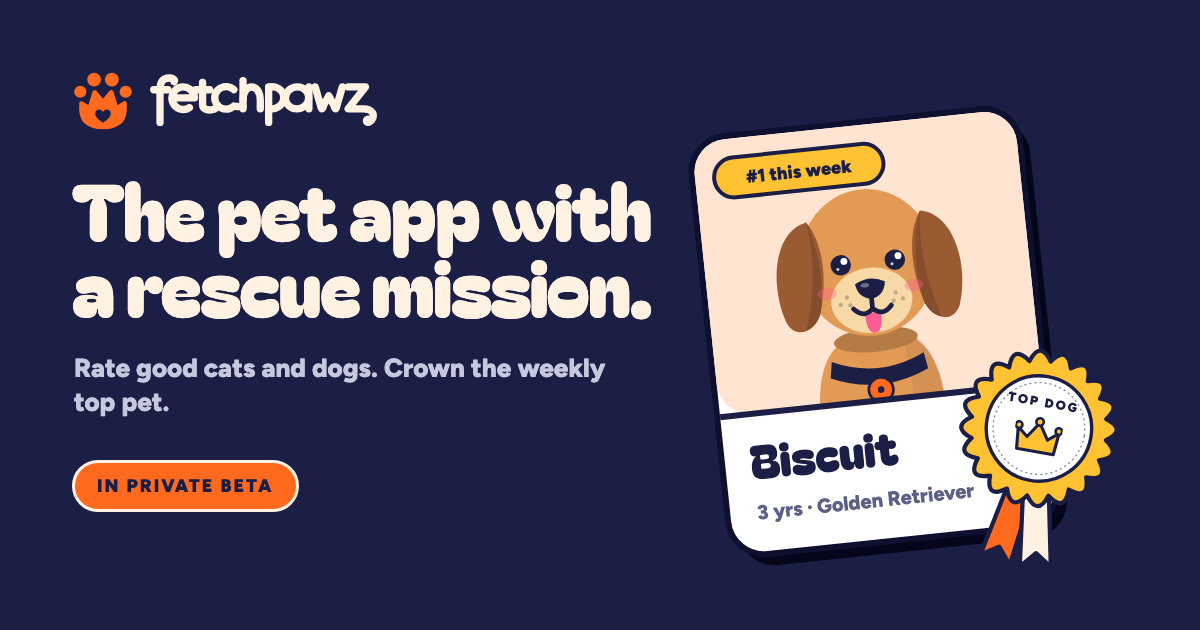 fetchpawz
The pet app with
a rescue mission.
Rate good cats and dogs. Crown the weekly
top pet.
IN PRIVATE BETA
#1 this week
Biscuit
3 yrs · Golden Retriever
TOP DOG